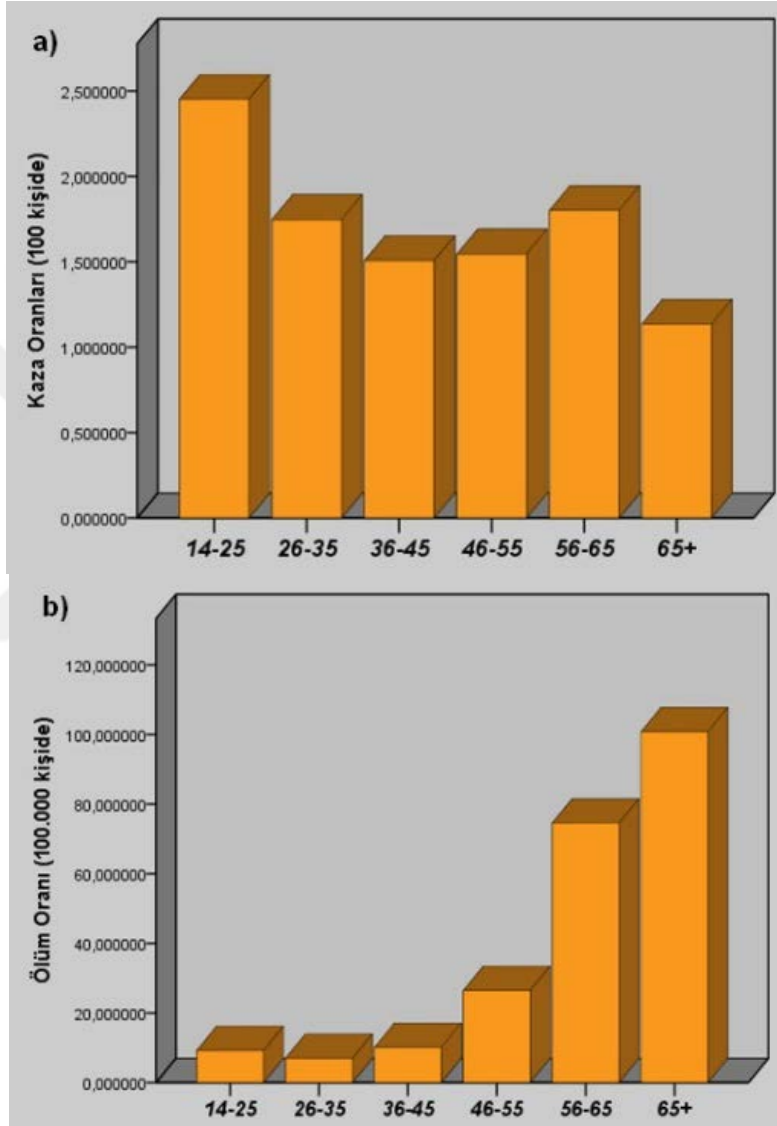 a)
Kaza Oranları (100 kişide)
2,500000
2,000000
1,500000
1,000000
0,500000
0,000000
14-25 26-35 36-45 46-55 56-65 65+
b)
Ölüm Oranı (100.000 kişide)
120,000000
100,000000
80,000000
60,000000
40,000000
20,000000
0,000000
14-25 26-35 36-45 46-55 56-65 65+